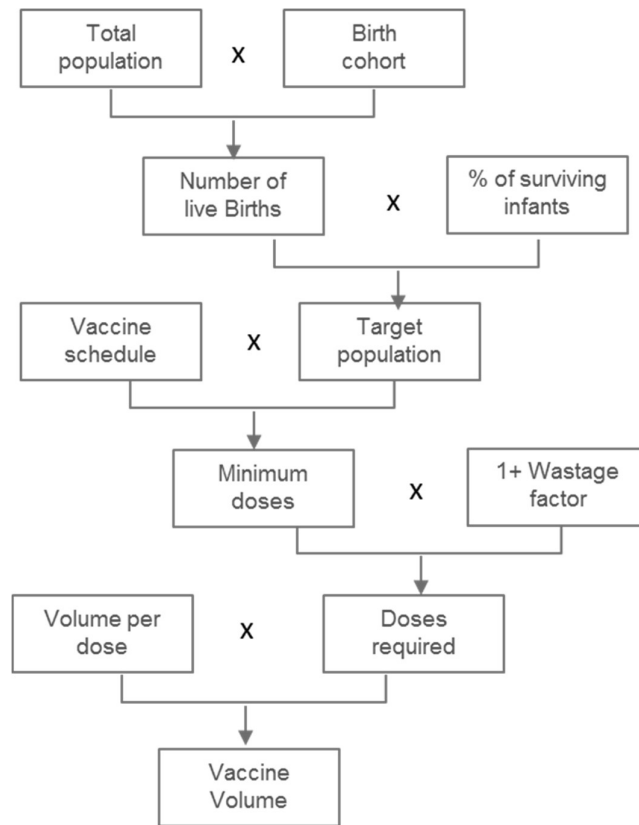 Total
population
X
Birth
cohort
Number of
live Births
X
% of surviving
infants
Vaccine
schedule
X
Target
population
Minimum
doses
X
1+ Wastage
factor
Volume per
dose
X
Doses
required
Vaccine
Volume